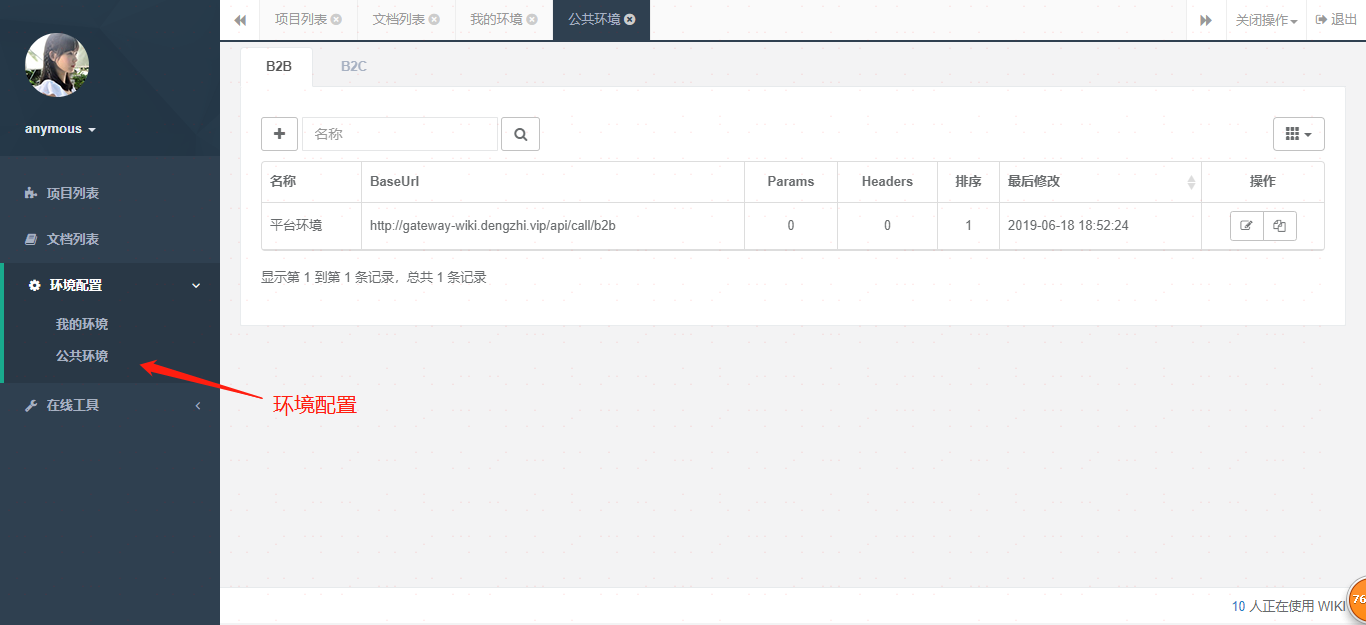 项目列表 文档列表 我的环境 公共环境 关闭操作 退出
anymous
项目列表
文档列表
环境配置
我的环境
公共环境
在线工具
B2B B2C
名称
名称 BaseUrl Params Headers 排序 最后修改 操作
平台环境 http://gateway-wiki.dengzhi.vip/api/call/b2b 0 0 1 2019-06-18 18:52:24
显示第 1 到第 1 条记录，总共 1 条记录
环境配置
10 人正在使用 WIKI
76